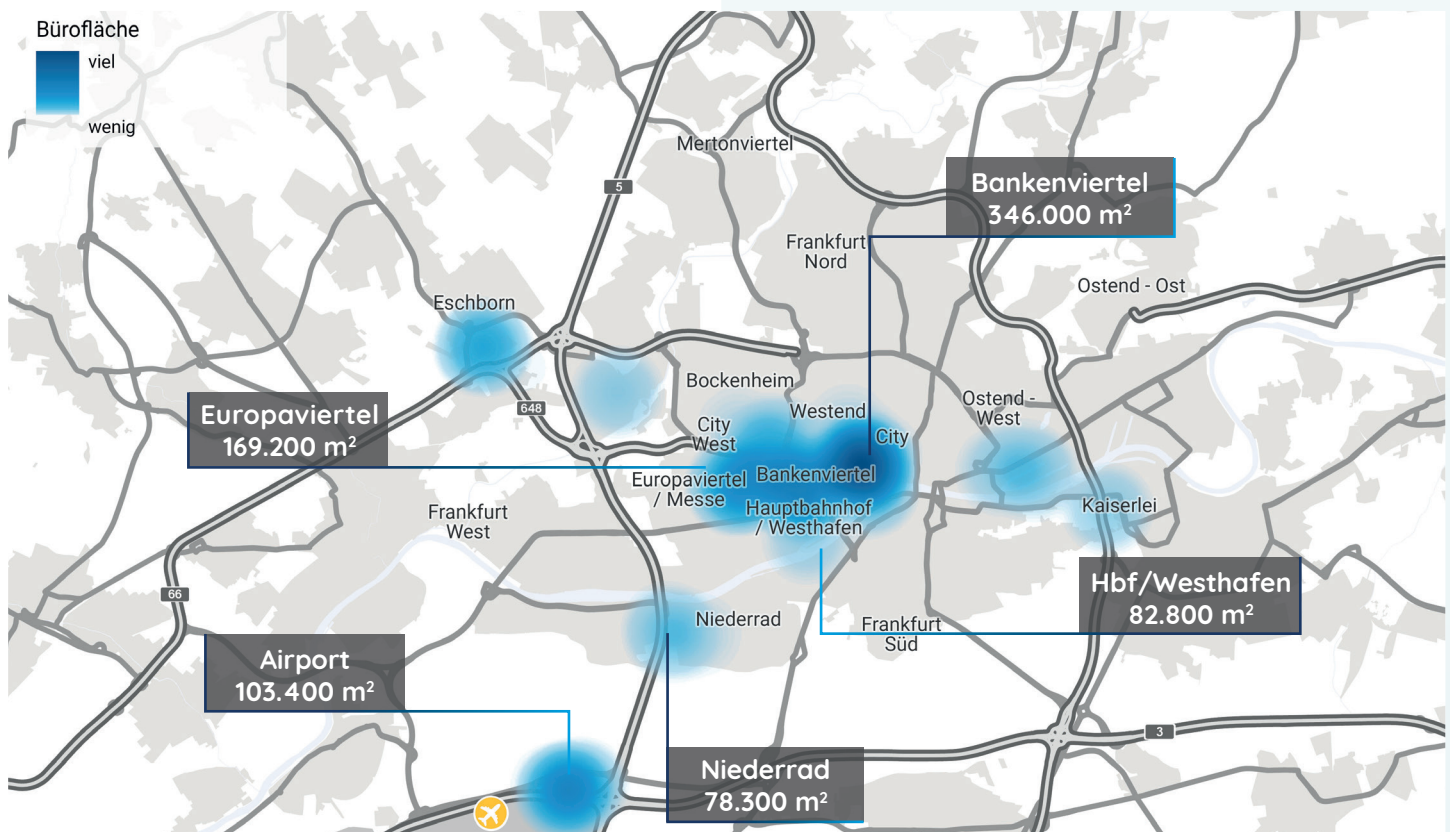 Bürofläche
viel
wenig
Mertonviertel
5
Bankenviertel
346.000 m²
Frankfurt
Nord
Ostend - Ost
Eschborn
Bockenheim
648
Westend
Ostend -
West
Europaviertel
169.200 m²
City
West
City
Europaviertel
/ Messe
Bankenviertel
Hauptbahnhof
/ Westhafen
Kaiserlei
Frankfurt
West
66
Hbf/Westhafen
82.800 m²
Niederrad
Frankfurt
Süd
Airport
103.400 m²
3
Niederrad
78.300 m²